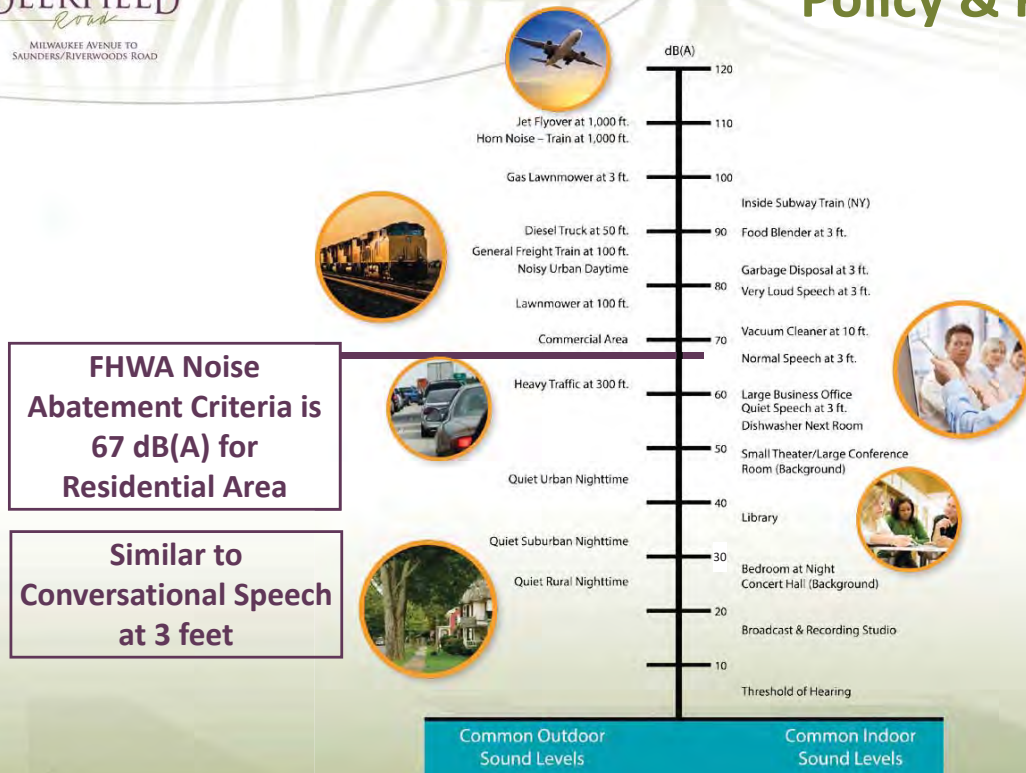 Road
MILWAUKEE AVENUE TO
SAUNDERS/RIVERWOODS ROAD
Policy &
dB(A)
120
Jet Flyover at 1,000 ft.
110
Horn Noise – Train at 1,000 ft.
Gas Lawnmower at 3 ft.
100
Inside Subway Train (NY)
Diesel Truck at 50 ft.
90
Food Blender at 3 ft.
General Freight Train at 100 ft.
Noisy Urban Daytime
Garbage Disposal at 3 ft.
80
Very Loud Speech at 3 ft.
Lawnmower at 100 ft.
Commercial Area
70
Vacuum Cleaner at 10 ft.
Normal Speech at 3 ft.
FHWA Noise
Abatement Criteria is
67 dB(A) for
Residential Area
Heavy Traffic at 300 ft.
60
Large Business Office
Quiet Speech at 3 ft.
Dishwasher Next Room
50
Small Theater/Large Conference
Room (Background)
Quiet Urban Nighttime
40
Library
Similar to
Conversational Speech
at 3 feet
Quiet Suburban Nighttime
30
Bedroom at Night
Concert Hall (Background)
Quiet Rural Nighttime
20
Broadcast & Recording Studio
10
Threshold of Hearing
Common Outdoor
Sound Levels
Common Indoor
Sound Levels